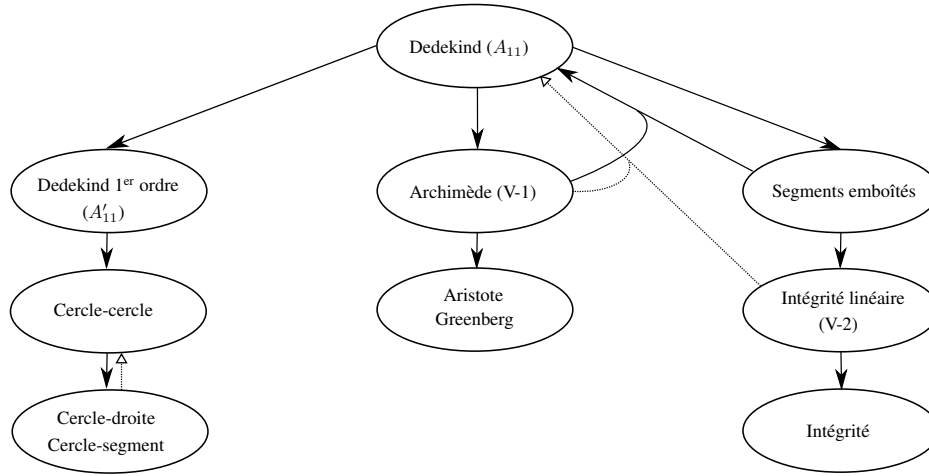 Dedekind (A₁₁)
Dedekind 1ᵉʳ ordre
(A′₁₁)
Archimède (V-1)
Segments emboîtés
Cercle-cercle
Aristote
Greenberg
Intégrité linéaire
(V-2)
Cercle-droite
Cercle-segment
Intégrité